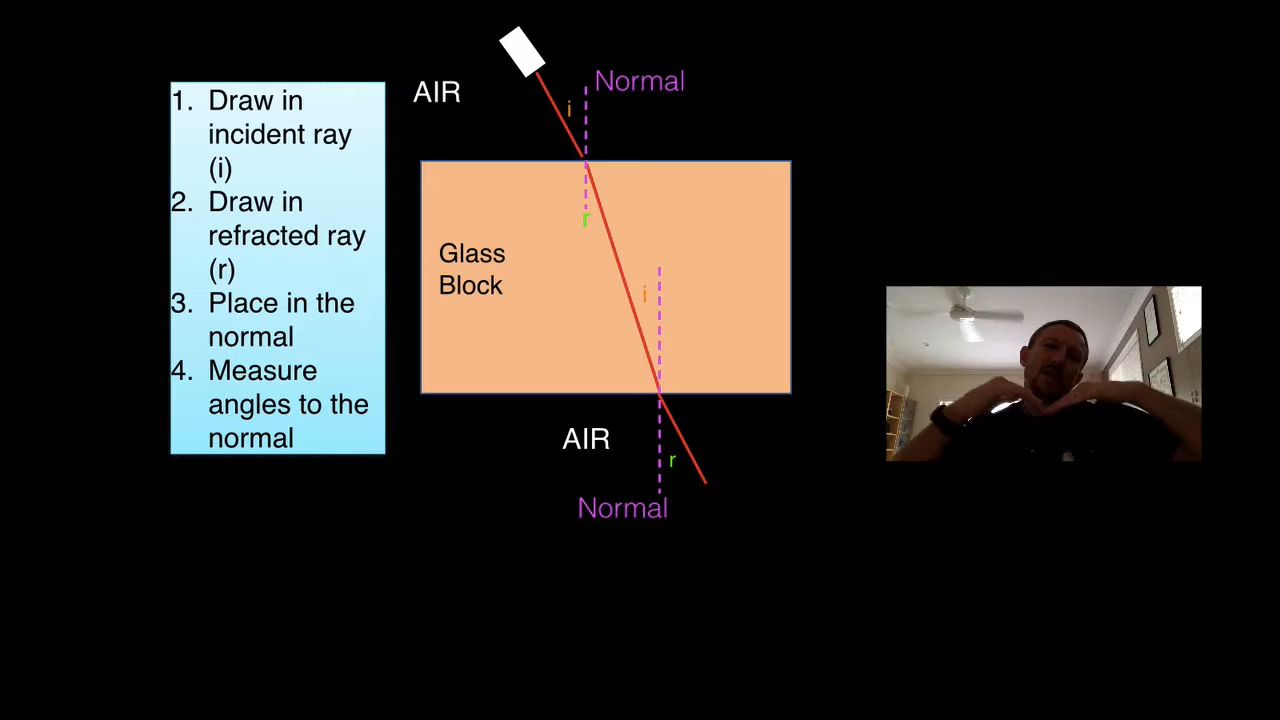 1. Draw in
incident ray
(i)
2. Draw in
refracted ray
(r)
3. Place in the
normal
4. Measure
angles to the
normal
AIR
Normal
i
r
Glass
Block
i
AIR
r
Normal